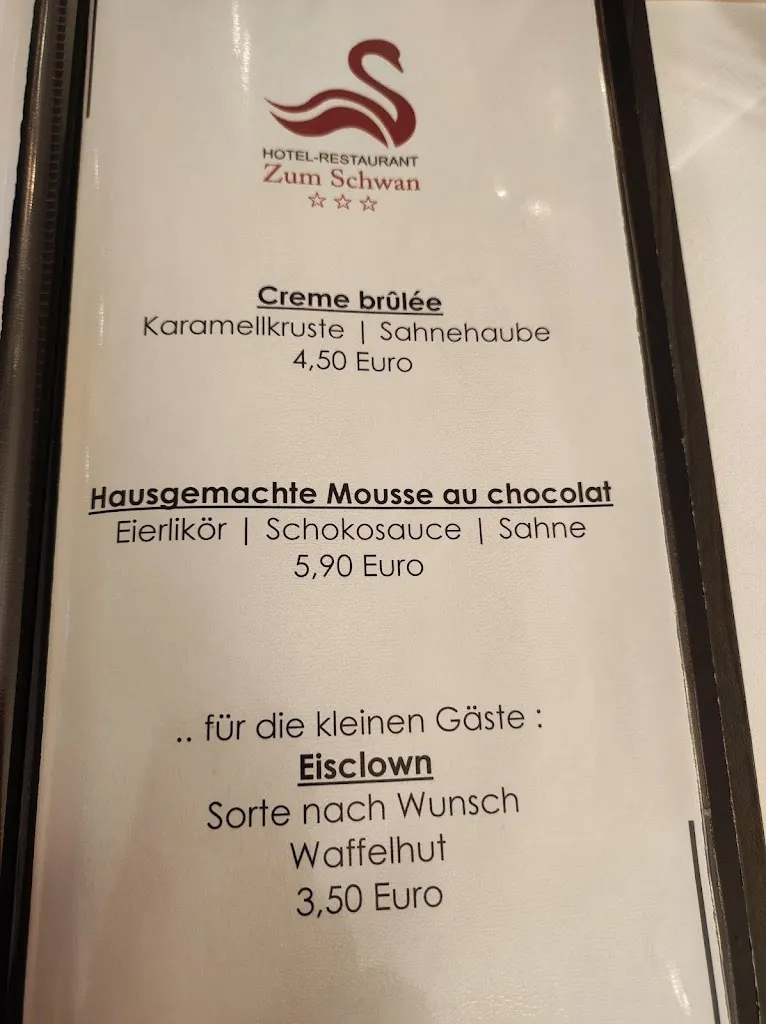 HOTEL-RESTAURANT
Zum Schwan
☆ ☆ ☆
Creme brûlée
Karamellkruste | Sahnehaube
4,50 Euro
Hausgemachte Mousse au chocolat
Eierlikör | Schokosauce | Sahne
5,90 Euro
.. für die kleinen Gäste :
Eisclown
Sorte nach Wunsch
Waffelhut
3,50 Euro